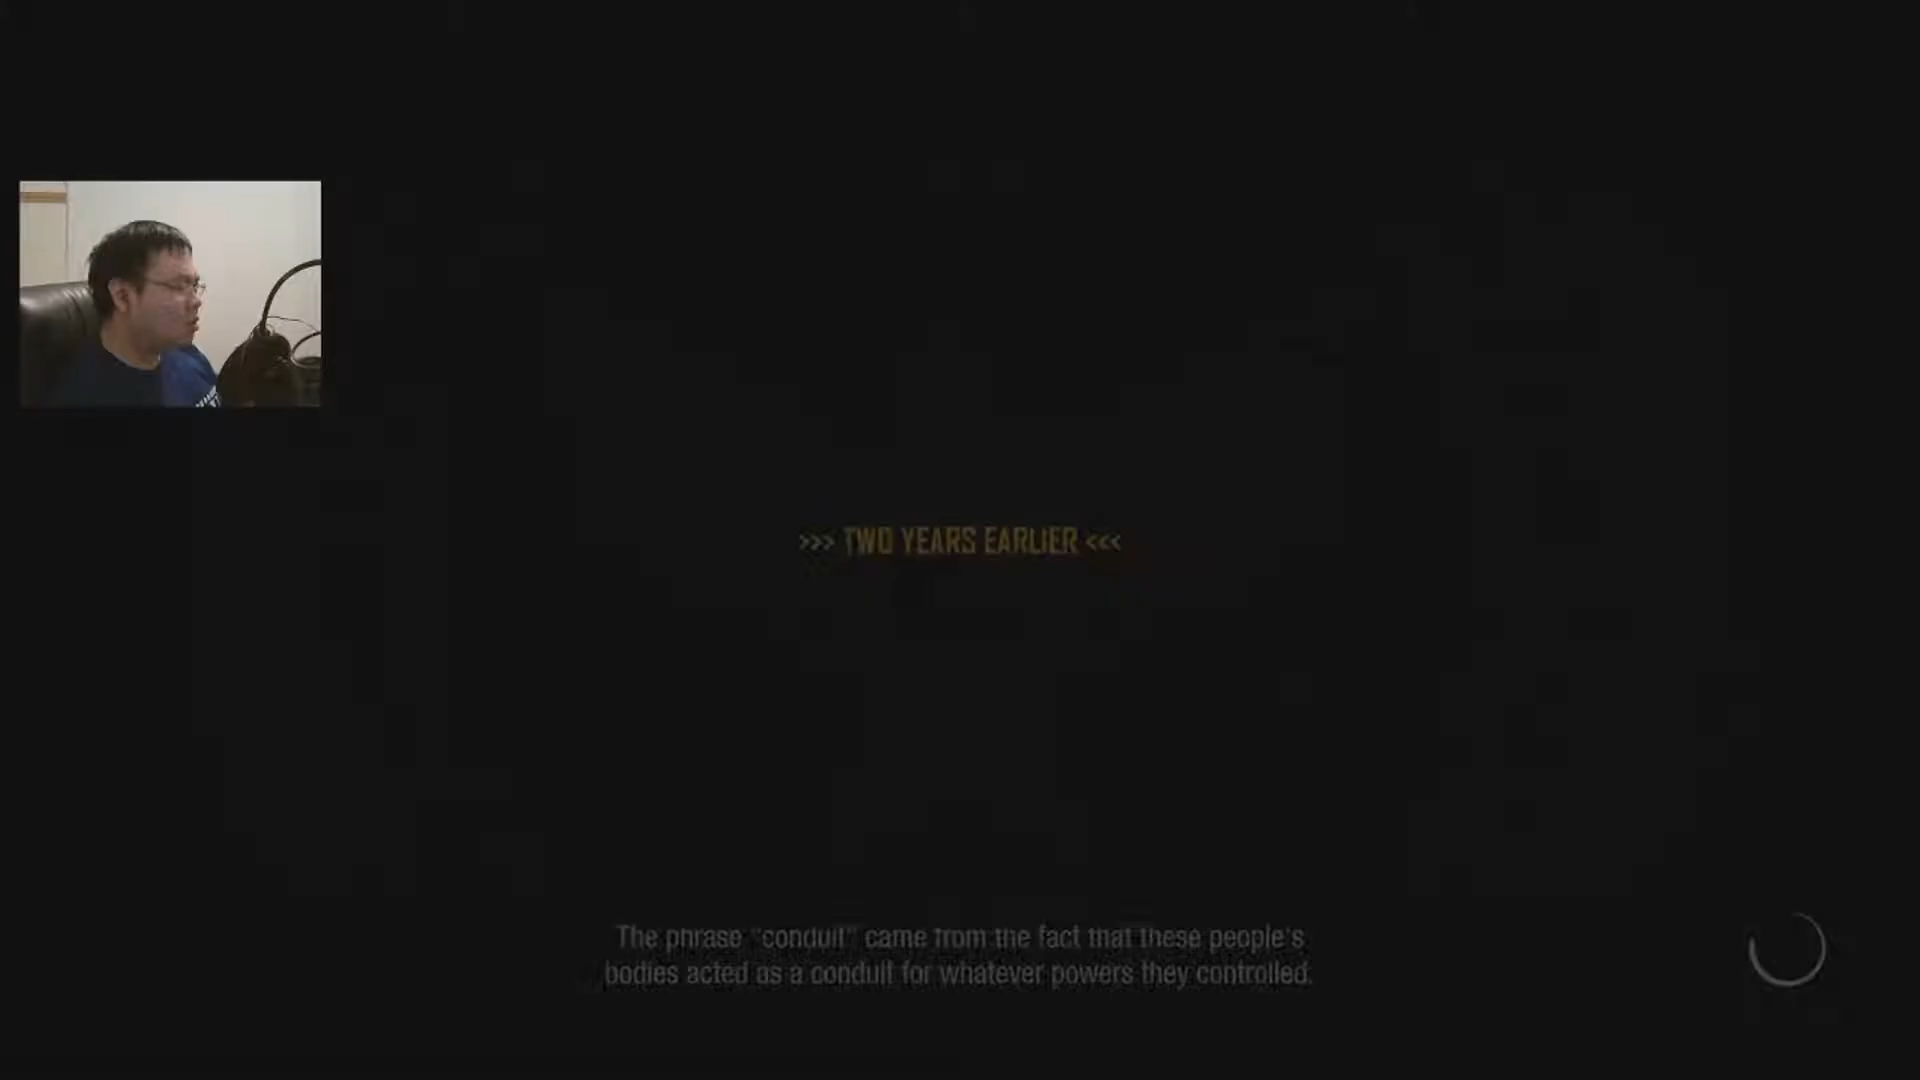 >>> TWO YEARS EARLIER <<<
The phrase "conduit" came from the fact that these people's
bodies acted as a conduit for whatever powers they controlled.